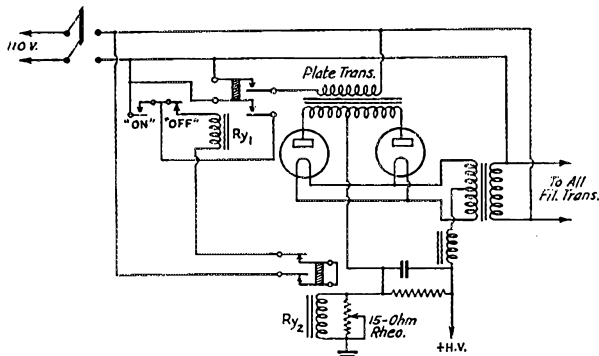 110 V.
Plate Trans.
"ON" "OFF"
Ry1
To All
Fil. Trans.
Ry2
15-Ohm
Rheo.
+H.V.